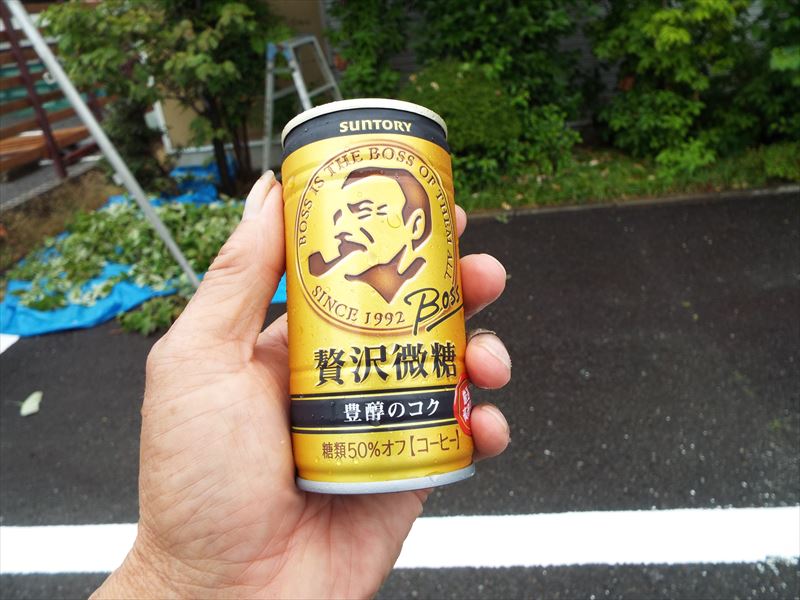 SUNTORY
BOSS IS THE BOSS OF THEM ALL
SINCE 1992
BOSS
贅沢微糖
豊醇のコク
糖類50%オフ【コーヒー】